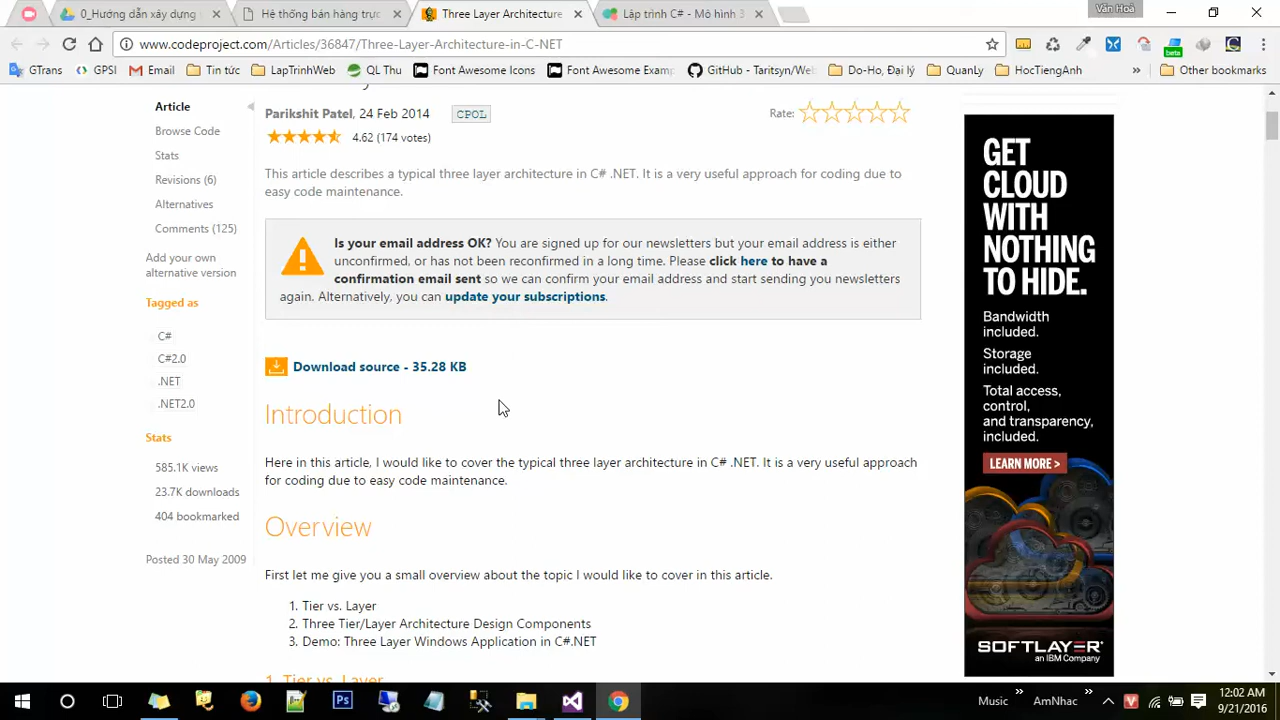 0_Hướng dẫn xây dựng
Hệ thống bán hàng trực
Three Layer Architecture
Lập trình C# - Mô hình 3
Văn Hoà
www.codeproject.com/Articles/36847/Three-Layer-Architecture-in-C-NET
GTrans
GPSI
Email
Tin tức
LapTrinhWeb
QL Thu
Font Awesome Icons
Font Awesome Examp
GitHub - Taritsyn/Web
Do-Ho, Đại lý
QuanLy
HocTiengAnh
»
Other bookmarks
Article
Browse Code
Stats
Revisions (6)
Alternatives
Comments (125)
Add your own
alternative version
Tagged as
C#
C#2.0
.NET
.NET2.0
Stats
585.1K views
23.7K downloads
404 bookmarked
Posted 30 May 2009
Parikshit Patel, 24 Feb 2014
CPOL
Rate:
4.62 (174 votes)
This article describes a typical three layer architecture in C# .NET. It is a very useful approach for coding due to
easy code maintenance.
Is your email address OK? You are signed up for our newsletters but your email address is either
unconfirmed, or has not been reconfirmed in a long time. Please click here to have a
confirmation email sent so we can confirm your email address and start sending you newsletters
again. Alternatively, you can update your subscriptions.
Download source - 35.28 KB
Introduction
Here in this article, I would like to cover the typical three layer architecture in C# .NET. It is a very useful approach
for coding due to easy code maintenance.
Overview
First let me give you a small overview about the topic I would like to cover in this article.
1. Tier vs. Layer
2. Three Tier/Layer Architecture Design Components
3. Demo: Three Layer Windows Application in C#.NET
1. Tier vs. Layer
GET
CLOUD
WITH
NOTHING
TO HIDE.
Bandwidth
included.
Storage
included.
Total access,
control,
and transparency,
included.
LEARN MORE >
SOFTLAYER
an IBM Company
beta
Ps
Music »
AmNhac »
V
12:02 AM
9/21/2016